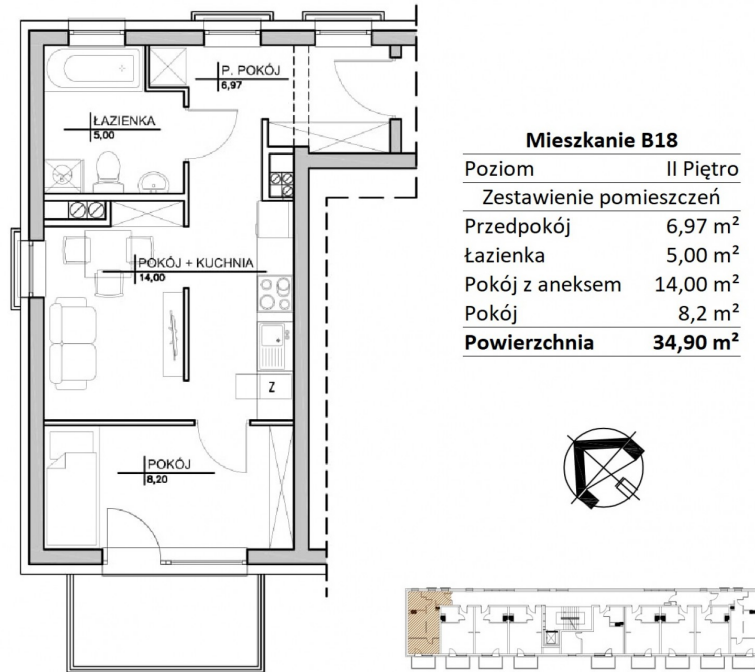 P. POKÓJ
6,97
ŁAZIENKA
5,00
POKÓJ + KUCHNIA
14,00
Z
POKÓJ
8,20
Mieszkanie B18
Poziom II Piętro
Zestawienie pomieszczeń
Przedpokój 6,97 m²
Łazienka 5,00 m²
Pokój z aneksem 14,00 m²
Pokój 8,2 m²
Powierzchnia 34,90 m²